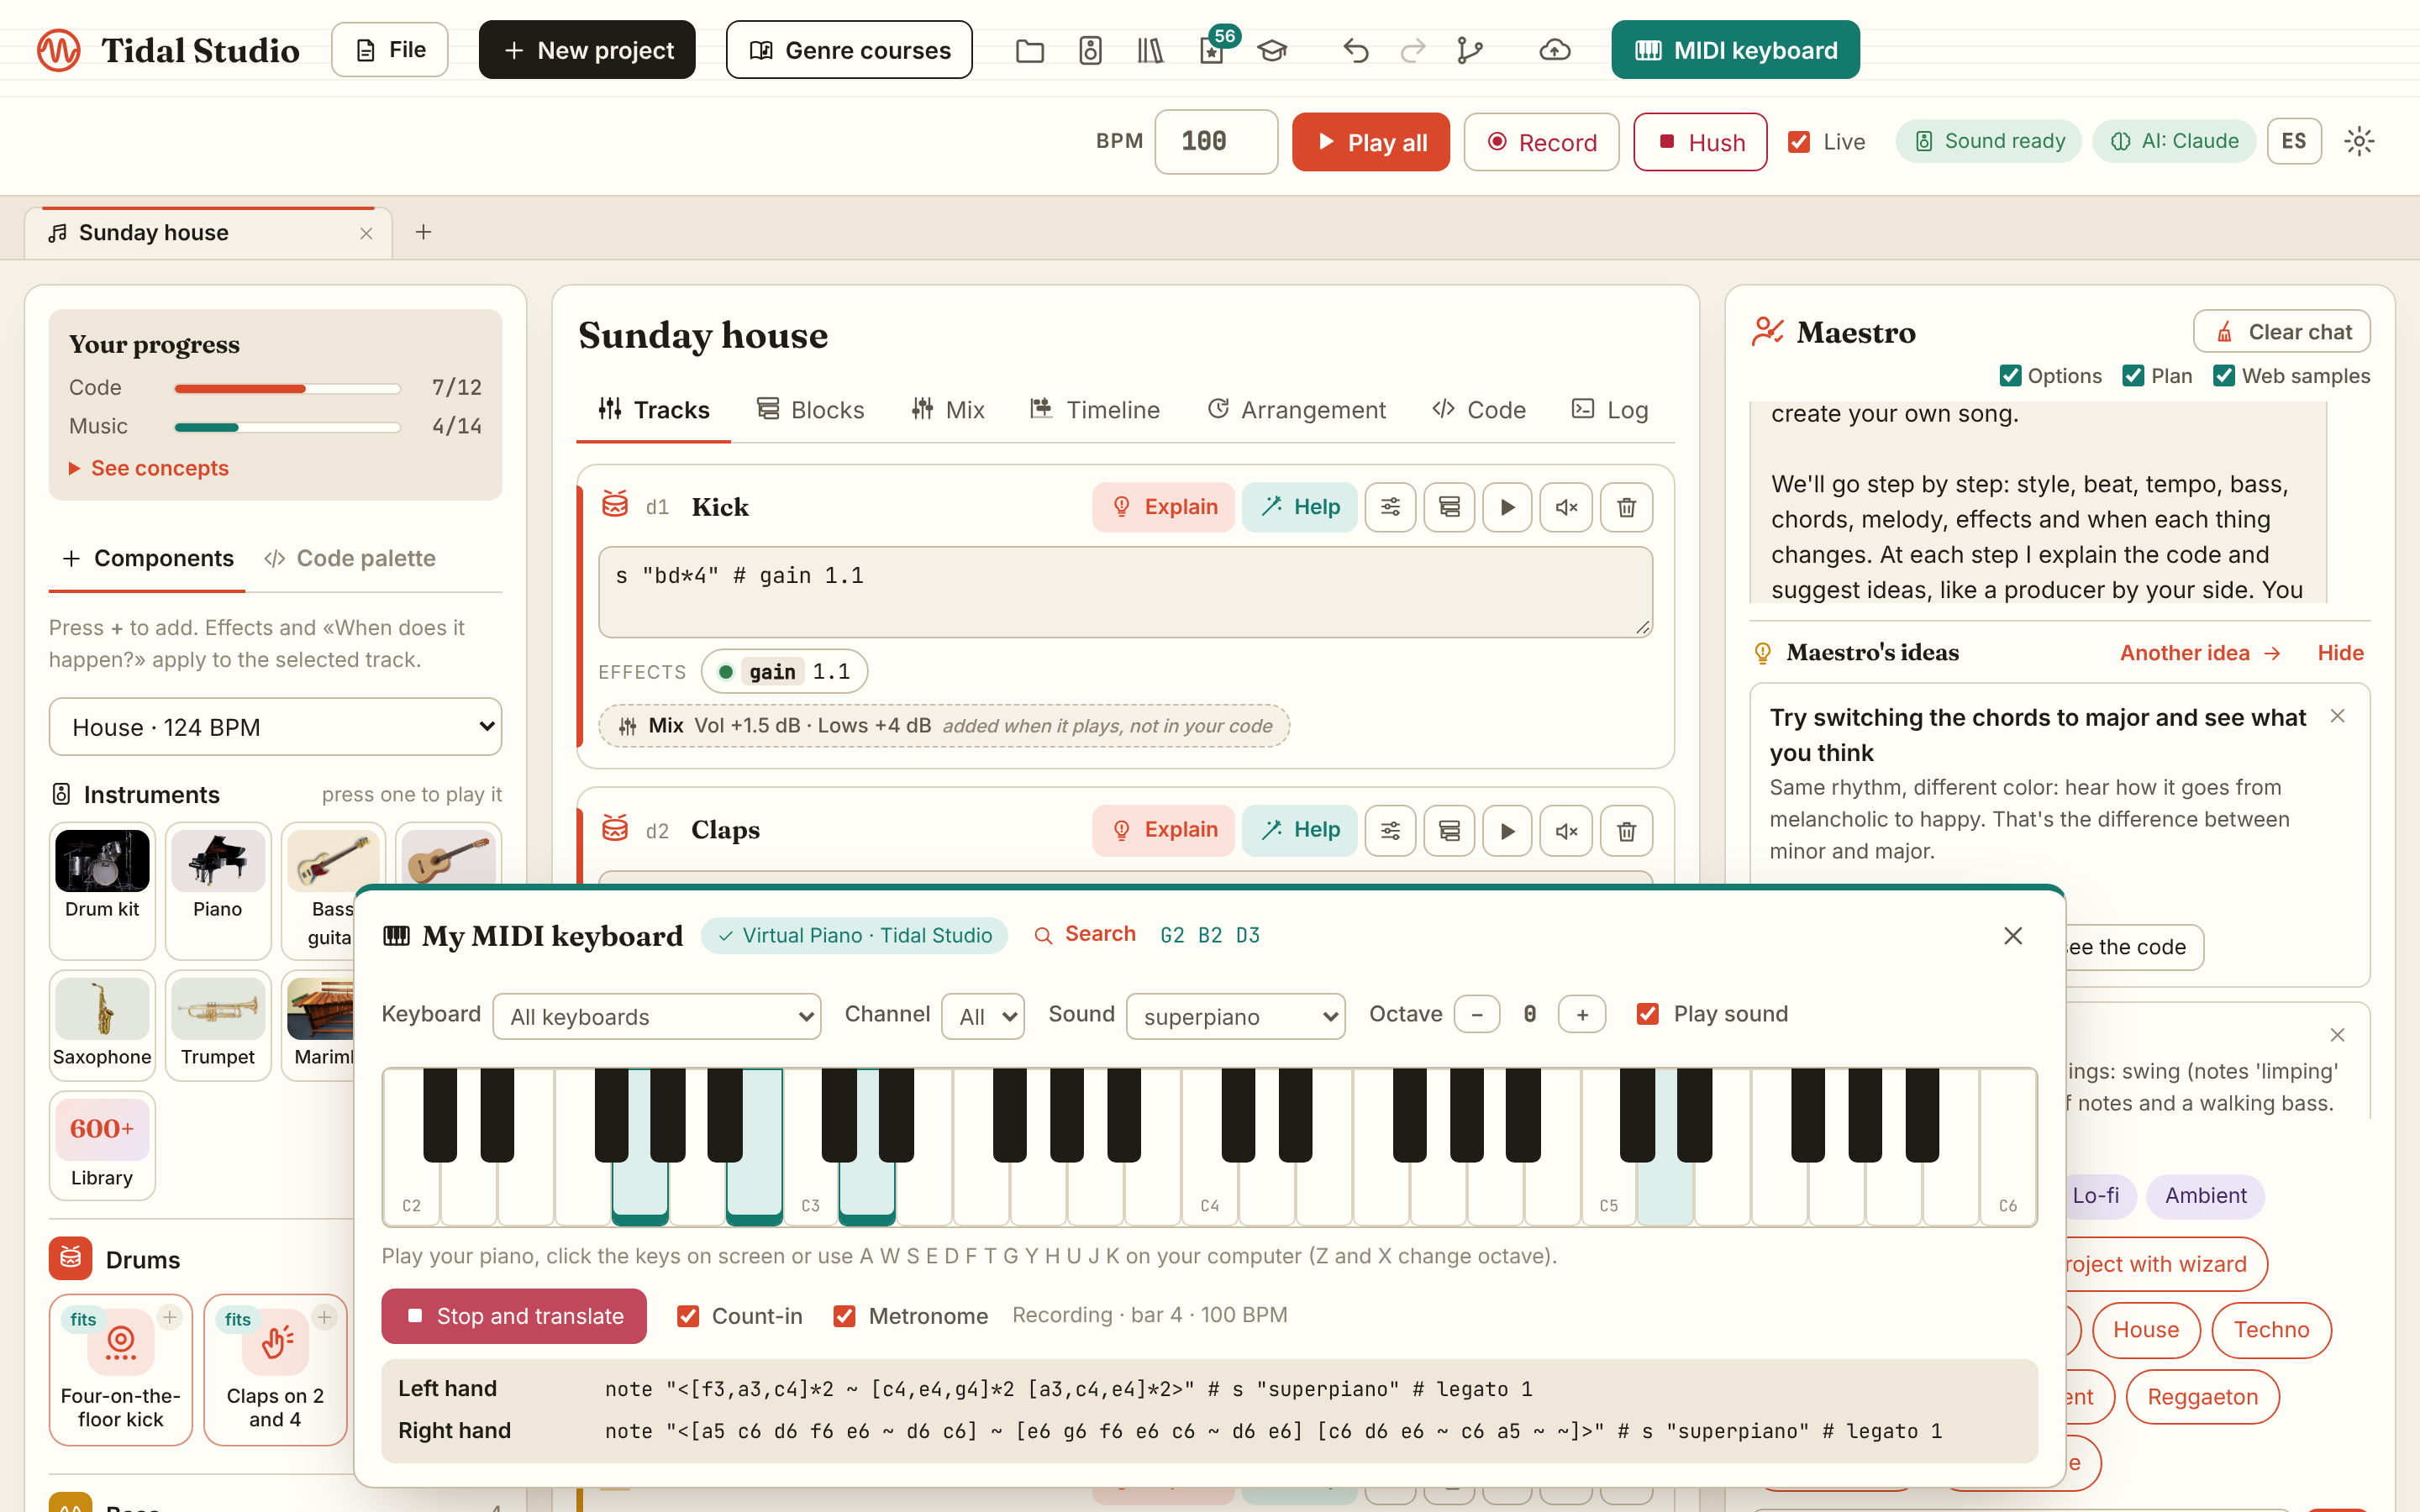 Tidal Studio
File
New project
Genre courses
56
MIDI keyboard
BPM
100
Play all
Record
Hush
Live
Sound ready
AI: Claude
ES
Sunday house
Your progress
Code
7/12
Music
4/14
See concepts
Components
Code palette
Press + to add. Effects and «When does it
happen?» apply to the selected track.
House · 124 BPM
Instruments
press one to play it
Drum kit
Piano
Bass
guita
Saxophone
Trumpet
Marim
600+
Library
Drums
fits
Four-on-the-
floor kick
fits
Claps on 2
and 4
Sunday house
Tracks
Blocks
Mix
Timeline
Arrangement
Code
Log
d1 Kick
Explain
Help
s "bd*4" # gain 1.1
EFFECTS
gain 1.1
Mix Vol +1.5 dB · Lows +4 dB added when it plays, not in your code
d2 Claps
Explain
Help
Maestro
Clear chat
Options
Plan
Web samples
create your own song.
We'll go step by step: style, beat, tempo, bass,
chords, melody, effects and when each thing
changes. At each step I explain the code and
suggest ideas, like a producer by your side. You
Maestro's ideas
Another idea →
Hide
Try switching the chords to major and see what
you think
Same rhythm, different color: hear how it goes from
melancholic to happy. That's the difference between
minor and major.
see the code
ings: swing (notes 'limping'
f notes and a walking bass.
Lo-fi
Ambient
roject with wizard
House
Techno
ent
Reggaeton
e
My MIDI keyboard
Virtual Piano · Tidal Studio
Search
G2 B2 D3
Keyboard
All keyboards
Channel
All
Sound
superpiano
Octave
−
0
+
Play sound
C2
C3
C4
C5
C6
Play your piano, click the keys on screen or use A W S E D F T G Y H U J K on your computer (Z and X change octave).
Stop and translate
Count-in
Metronome
Recording · bar 4 · 100 BPM
Left hand
note "<[f3,a3,c4]*2 ~ [c4,e4,g4]*2 [a3,c4,e4]*2>" # s "superpiano" # legato 1
Right hand
note "<[a5 c6 d6 f6 e6 ~ d6 c6] ~ [e6 g6 f6 e6 c6 ~ d6 e6] [c6 d6 e6 ~ c6 a5 ~ ~]>" # s "superpiano" # legato 1